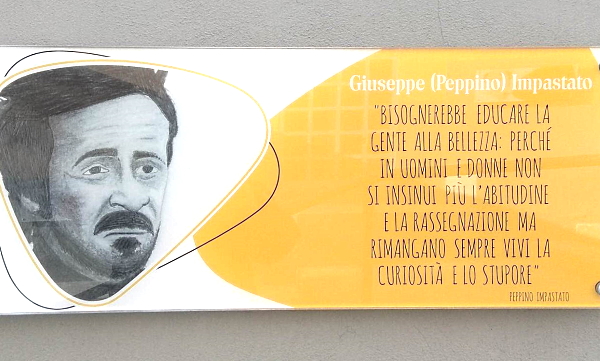 Giuseppe (Peppino) Impastato
"BISOGNEREBBE EDUCARE LA
GENTE ALLA BELLEZZA: PERCHÉ
IN UOMINI E DONNE NON
SI INSINUI PIÙ L'ABITUDINE
E LA RASSEGNAZIONE MA
RIMANGANO SEMPRE VIVI LA
CURIOSITÀ E LO STUPORE"
PEPPINO IMPASTATO